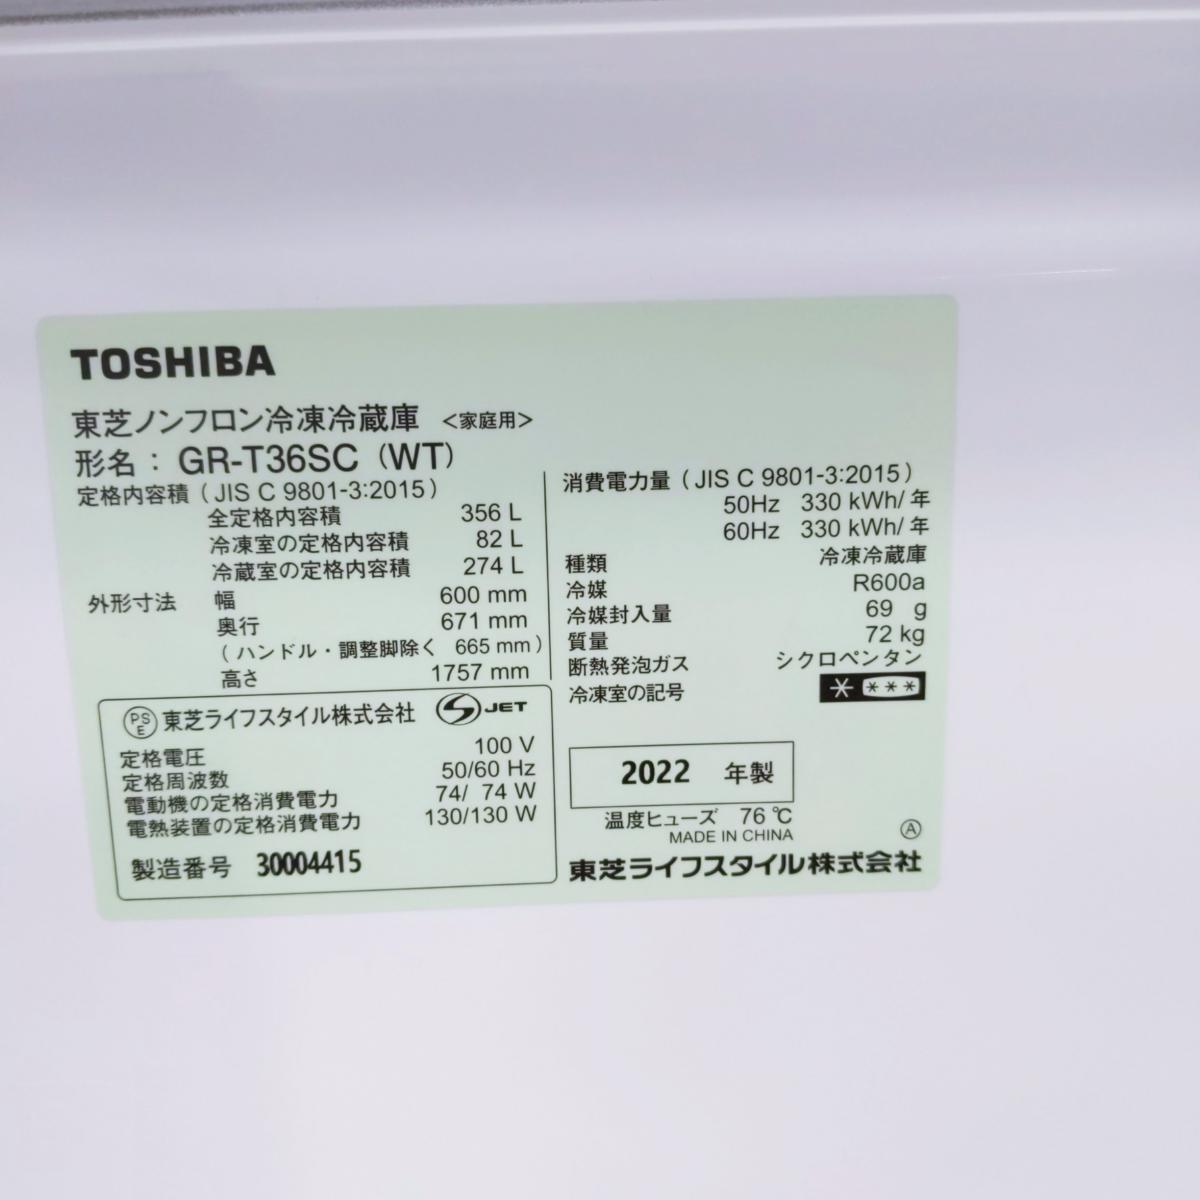 TOSHIBA
東芝ノンフロン冷凍冷蔵庫 <家庭用>
形名：GR-T36SC (WT)
定格内容積 (JIS C 9801-3:2015)
全定格内容積 356 L
冷凍室の定格内容積 82 L
冷蔵室の定格内容積 274 L
外形寸法 幅 600 mm
奥行 671 mm
(ハンドル・調整脚除く 665 mm)
高さ 1757 mm
PS E 東芝ライフスタイル株式会社 S JET
定格電圧 100 V
定格周波数 50/60 Hz
電動機の定格消費電力 74/ 74 W
電熱装置の定格消費電力 130/130 W
製造番号 30004415
消費電力量 (JIS C 9801-3:2015)
50Hz 330 kWh/年
60Hz 330 kWh/年
種類 冷凍冷蔵庫
冷媒 R600a
冷媒封入量 69 g
質量 72 kg
断熱発泡ガス シクロペンタン
冷凍室の記号 * ***
2022 年製
温度ヒューズ 76 ℃
MADE IN CHINA Ⓐ
東芝ライフスタイル株式会社